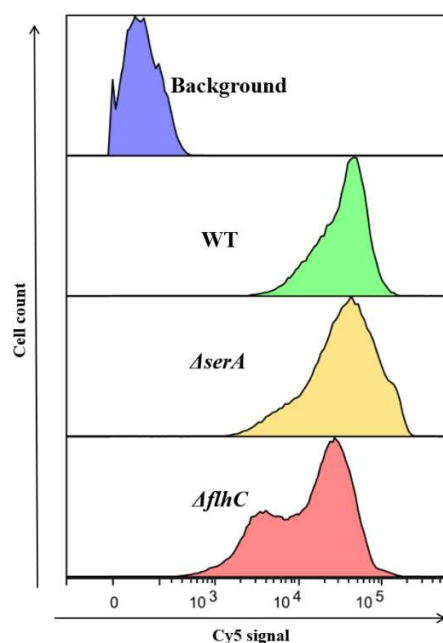 Background
WT
ΔserA
ΔflhC
Cell count
0 10³ 10⁴ 10⁵
Cy5 signal